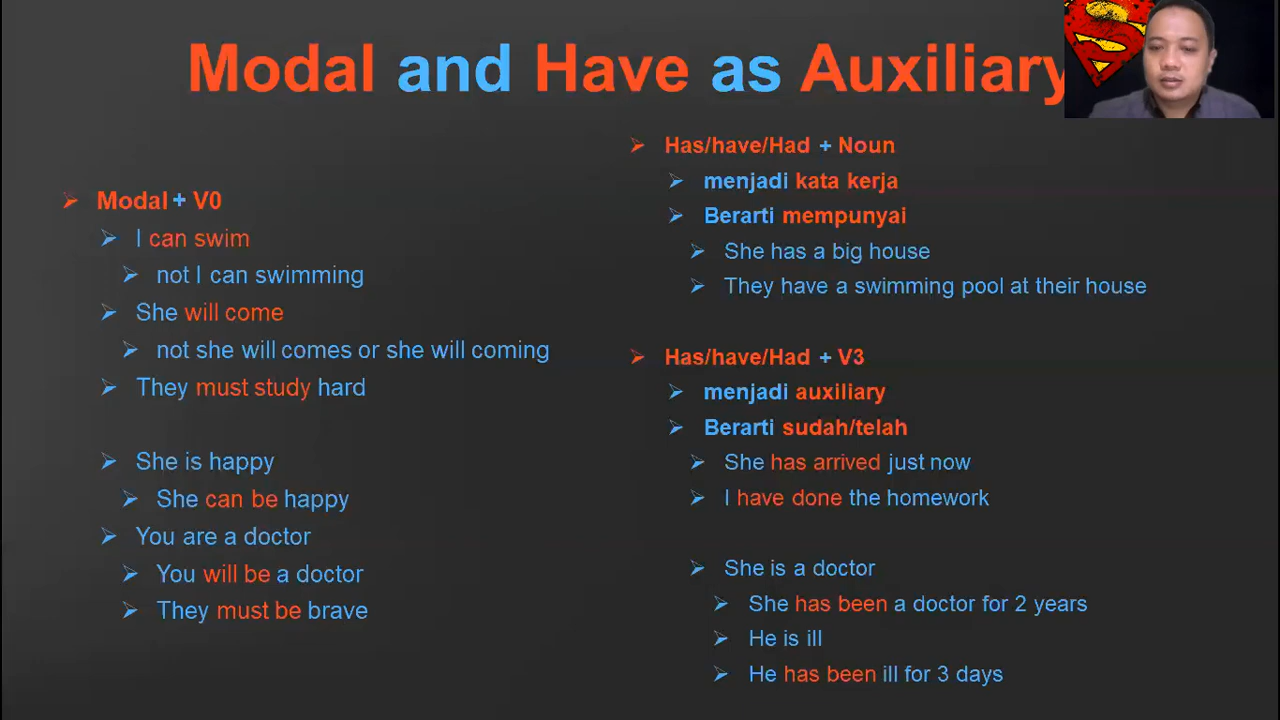 Modal and Have as Auxiliary
Modal + V0
I can swim
not I can swimming
She will come
not she will comes or she will coming
They must study hard
She is happy
She can be happy
You are a doctor
You will be a doctor
They must be brave
Has/have/Had + Noun
menjadi kata kerja
Berarti mempunyai
She has a big house
They have a swimming pool at their house
Has/have/Had + V3
menjadi auxiliary
Berarti sudah/telah
She has arrived just now
I have done the homework
She is a doctor
She has been a doctor for 2 years
He is ill
He has been ill for 3 days